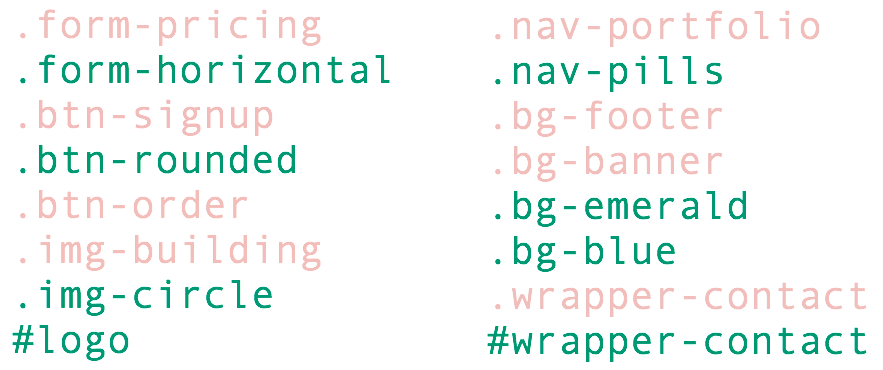 .form-pricing
.form-horizontal
.btn-signup
.btn-rounded
.btn-order
.img-building
.img-circle
#logo
.nav-portfolio
.nav-pills
.bg-footer
.bg-banner
.bg-emerald
.bg-blue
.wrapper-contact
#wrapper-contact